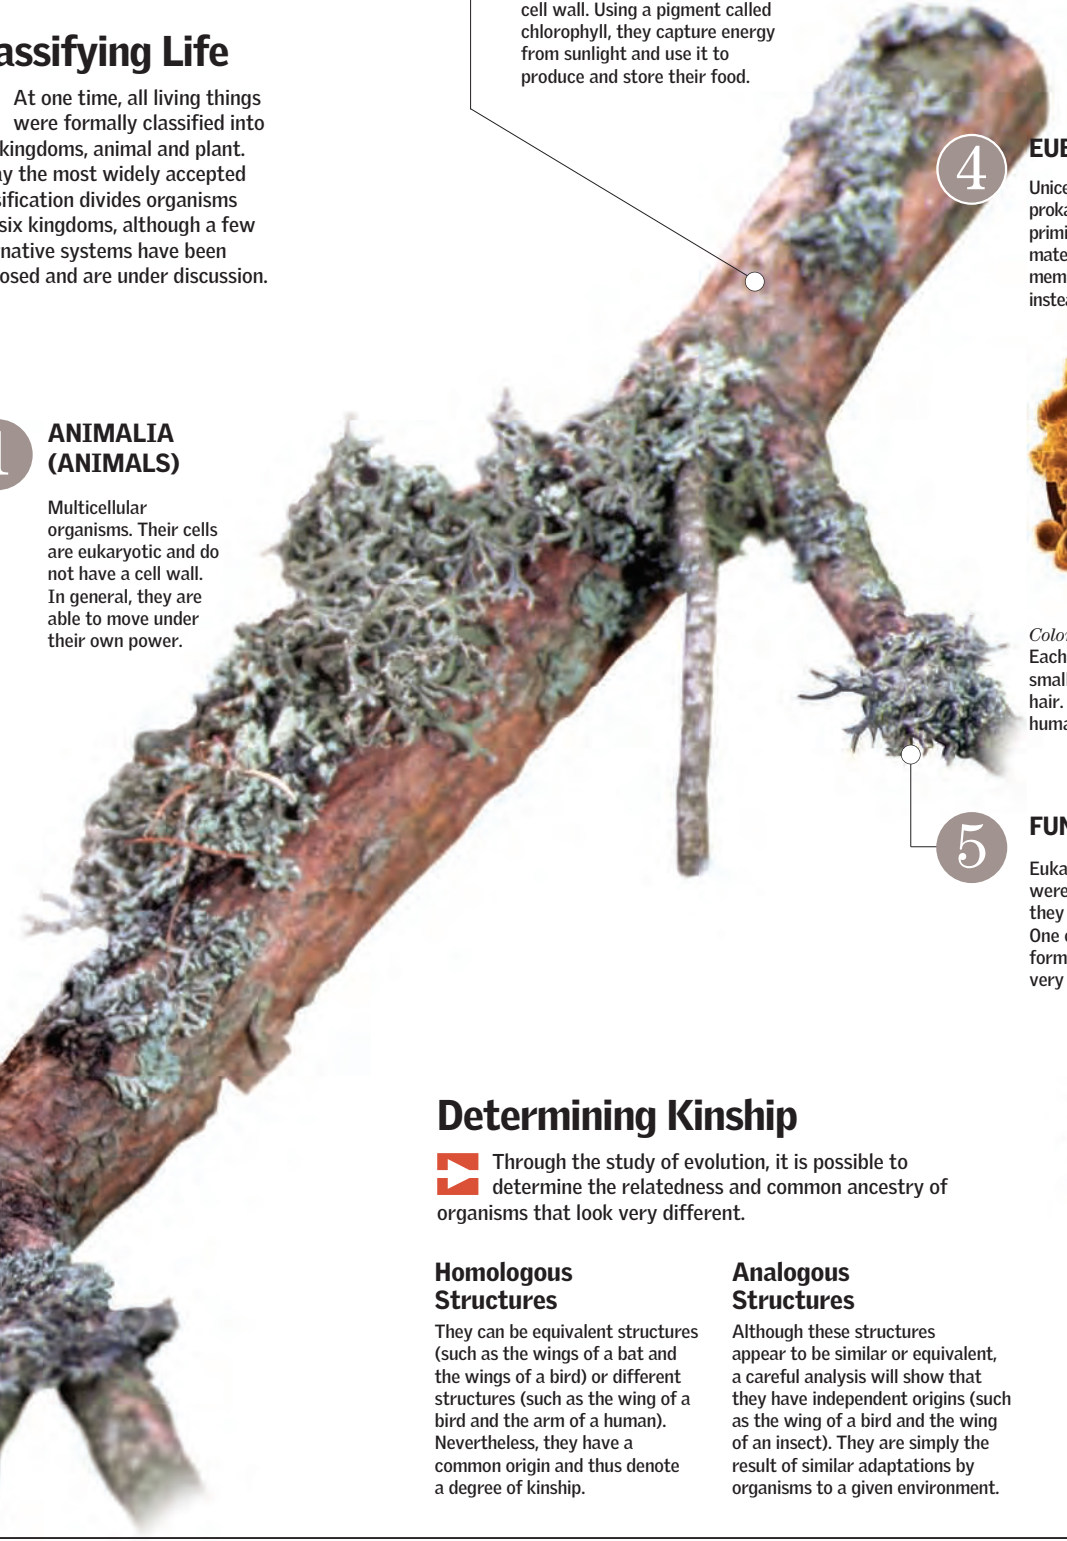 cell wall. Using a pigment called
chlorophyll, they capture energy
from sunlight and use it to
produce and store their food.
assifying Life
At one time, all living things
were formally classified into
kingdoms, animal and plant.
ay the most widely accepted
sification divides organisms
six kingdoms, although a few
native systems have been
osed and are under discussion.
1
ANIMALIA
(ANIMALS)
Multicellular
organisms. Their cells
are eukaryotic and do
not have a cell wall.
In general, they are
able to move under
their own power.
4
EUE
Unice
proka
primi
mate
mem
instea
Color
Each
small
hair.
huma
5
FUN
Euka
were
they
One
form
very
Determining Kinship
Through the study of evolution, it is possible to
determine the relatedness and common ancestry of
organisms that look very different.
Homologous
Structures
They can be equivalent structures
(such as the wings of a bat and
the wings of a bird) or different
structures (such as the wing of a
bird and the arm of a human).
Nevertheless, they have a
common origin and thus denote
a degree of kinship.
Analogous
Structures
Although these structures
appear to be similar or equivalent,
a careful analysis will show that
they have independent origins (such
as the wing of a bird and the wing
of an insect). They are simply the
result of similar adaptations by
organisms to a given environment.